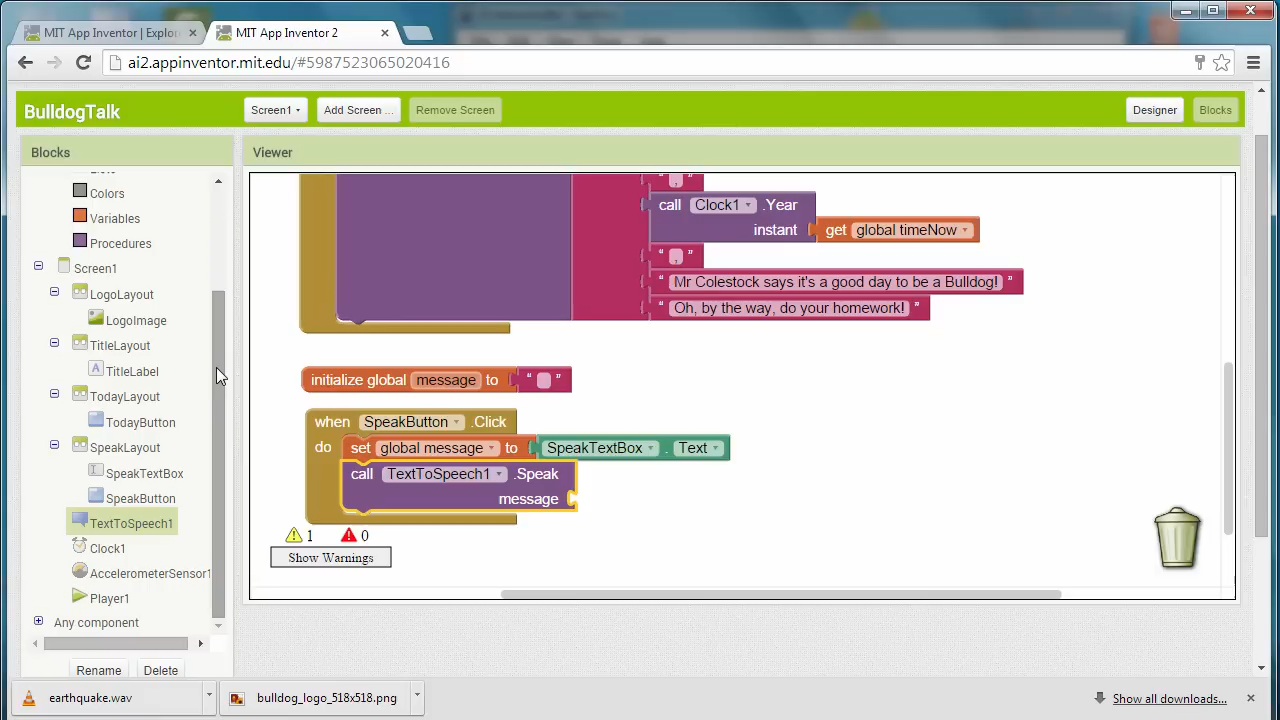 MIT App Inventor | Explor
MIT App Inventor 2
ai2.appinventor.mit.edu/#5987523065020416
BulldogTalk
Screen1
Add Screen ...
Remove Screen
Designer
Blocks
Blocks
Viewer
Colors
Variables
Procedures
Screen1
LogoLayout
LogoImage
TitleLayout
A TitleLabel
TodayLayout
TodayButton
SpeakLayout
SpeakTextBox
SpeakButton
TextToSpeech1
Clock1
AccelerometerSensor1
Player1
Any component
Rename
Delete
" , "
call Clock1 .Year
instant get global timeNow
" , "
" Mr Colestock says it's a good day to be a Bulldog! "
" Oh, by the way, do your homework! "
initialize global message to " "
when SpeakButton .Click
do set global message to SpeakTextBox . Text
call TextToSpeech1 .Speak
message
1 0
Show Warnings
earthquake.wav
bulldog_logo_518x518.png
Show all downloads...